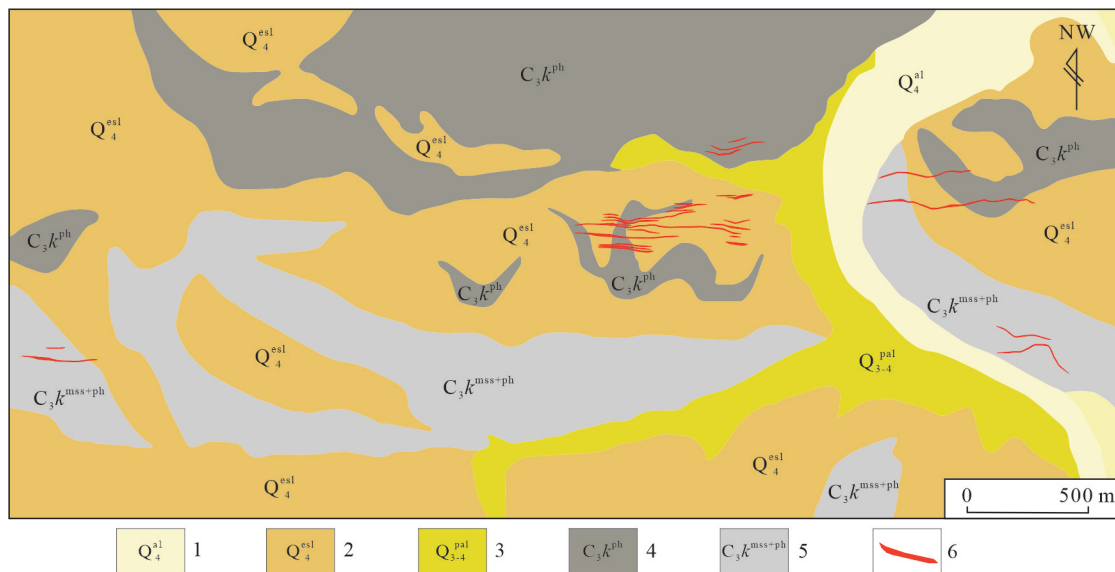 Q₄ᵉˢˡ
C₃kᵖʰ
NW
Q₄ᵃˡ
Q₄ᵉˢˡ
Q₄ᵉˢˡ
C₃kᵖʰ
C₃kᵖʰ
Q₄ᵉˢˡ
Q₄ᵉˢˡ
C₃kᵖʰ
C₃kᵖʰ
C₃kᵐˢˢ⁺ᵖʰ
Q₄ᵉˢˡ
C₃kᵐˢˢ⁺ᵖʰ
Q₃₋₄ᵖᵃˡ
C₃kᵐˢˢ⁺ᵖʰ
Q₄ᵉˢˡ
Q₄ᵉˢˡ
C₃kᵐˢˢ⁺ᵖʰ
0 500 m
Q₄ᵃˡ 1 Q₄ᵉˢˡ 2 Q₃₋₄ᵖᵃˡ 3 C₃kᵖʰ 4 C₃kᵐˢˢ⁺ᵖʰ 5 6